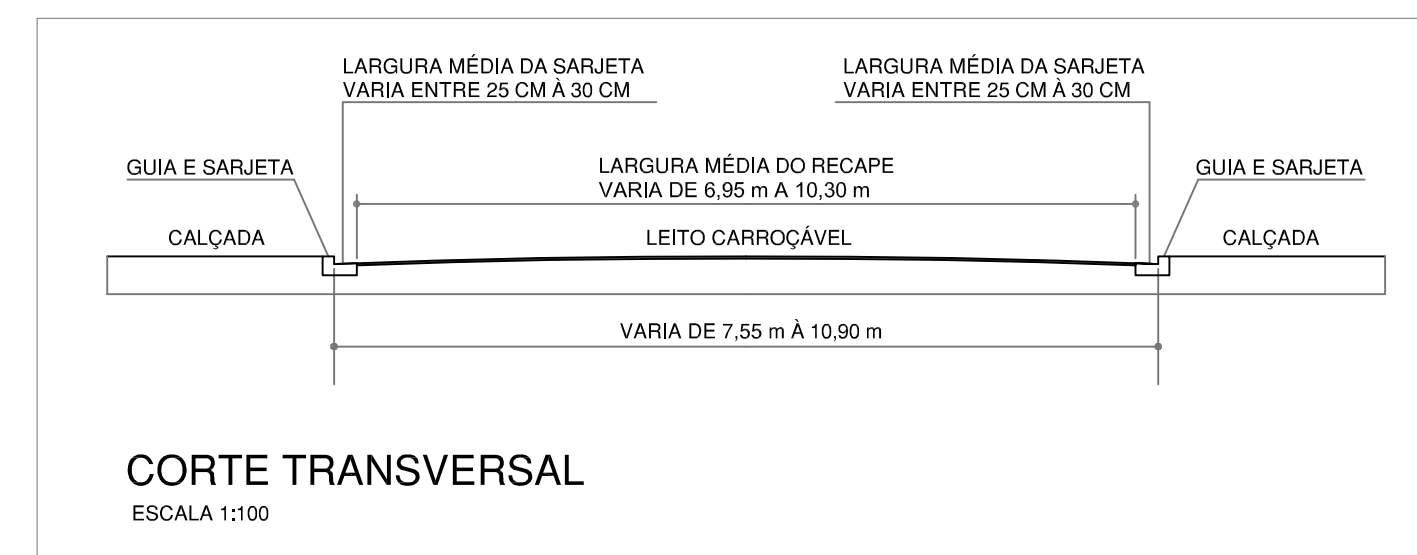 LARGURA MÉDIA DA SARJETA
VARIA ENTRE 25 CM À 30 CM
LARGURA MÉDIA DA SARJETA
VARIA ENTRE 25 CM À 30 CM
GUIA E SARJETA
LARGURA MÉDIA DO RECAPE
VARIA DE 6,95 m A 10,30 m
GUIA E SARJETA
CALÇADA
LEITO CARROÇÁVEL
CALÇADA
VARIA DE 7,55 m À 10,90 m
CORTE TRANSVERSAL
ESCALA 1:100